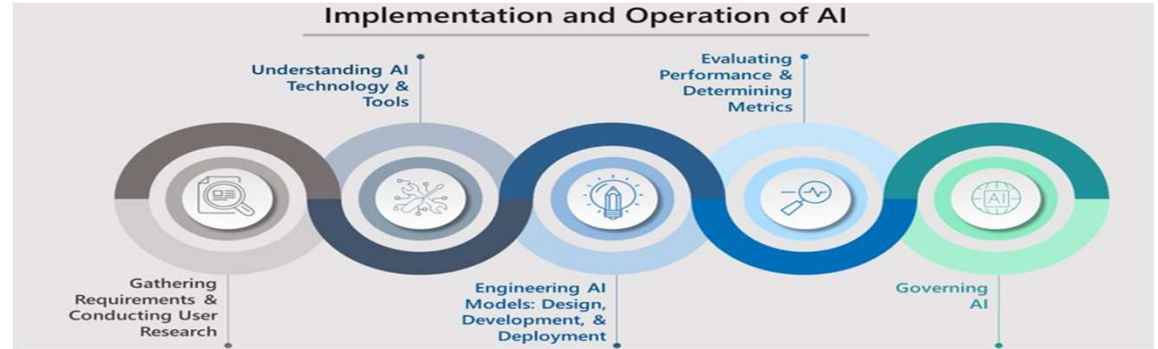 Implementation and Operation of AI
Understanding AI
Technology &
Tools
Evaluating
Performance &
Determining
Metrics
AI
Gathering
Requirements &
Conducting User
Research
Engineering AI
Models: Design,
Development, &
Deployment
Governing
AI